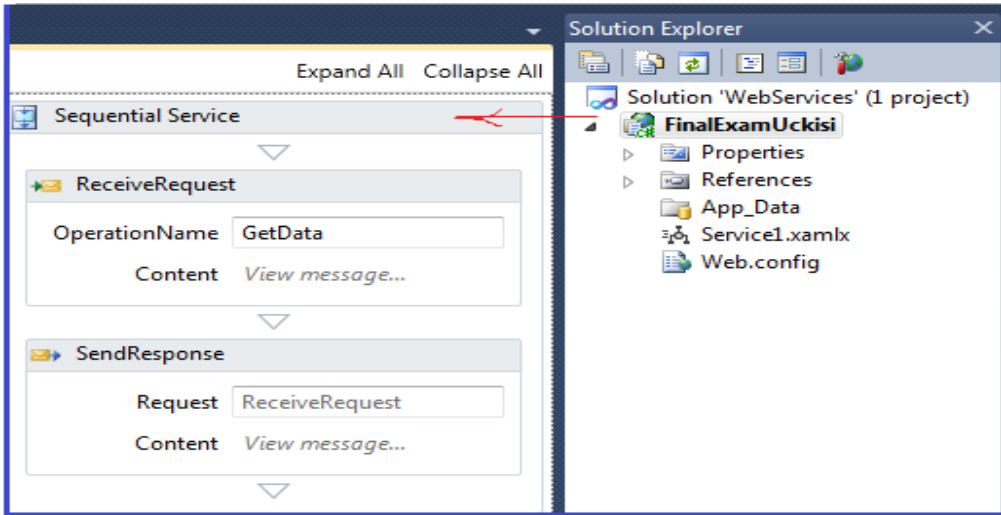 Expand All Collapse All
Sequential Service
ReceiveRequest
OperationName GetData
Content View message...
SendResponse
Request ReceiveRequest
Content View message...
Solution Explorer
Solution 'WebServices' (1 project)
FinalExamUckisi
Properties
References
App_Data
Service1.xamlx
Web.config